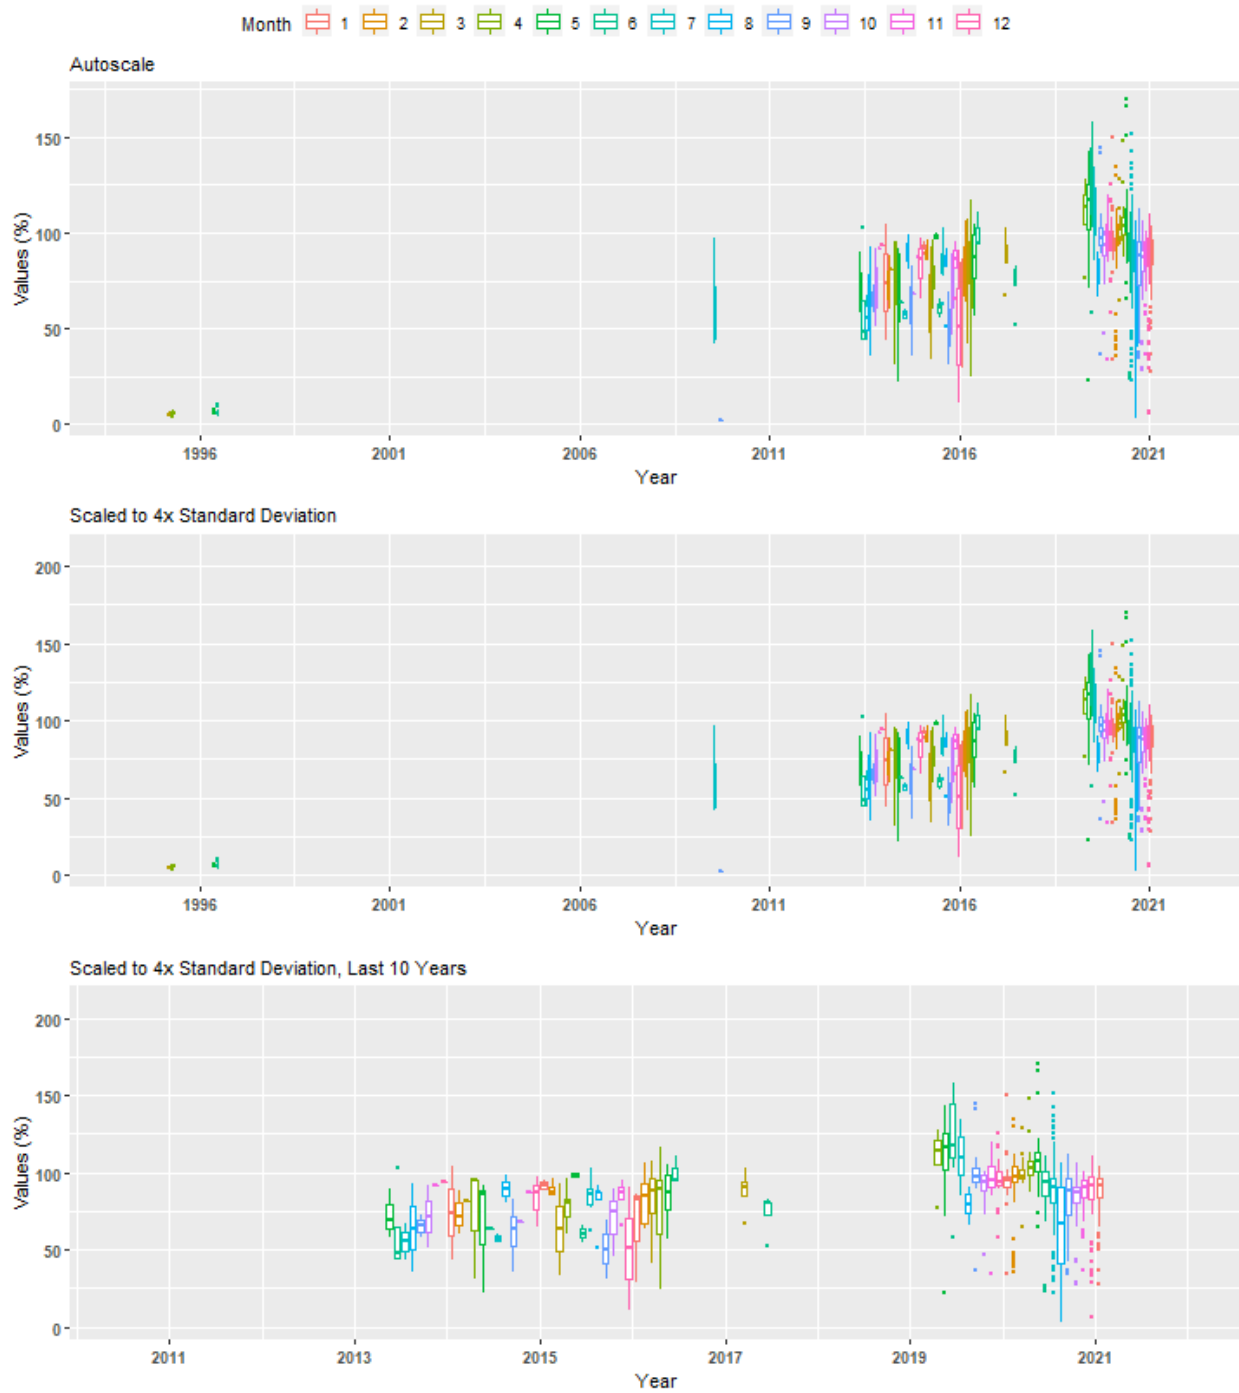 Month 1 2 3 4 5 6 7 8 9 10 11 12
Autoscale
150
100
50
0
Values (%)
1996 2001 2006 2011 2016 2021
Year
Scaled to 4x Standard Deviation
200
150
100
50
0
Values (%)
1996 2001 2006 2011 2016 2021
Year
Scaled to 4x Standard Deviation, Last 10 Years
200
150
100
50
0
Values (%)
2011 2013 2015 2017 2019 2021
Year